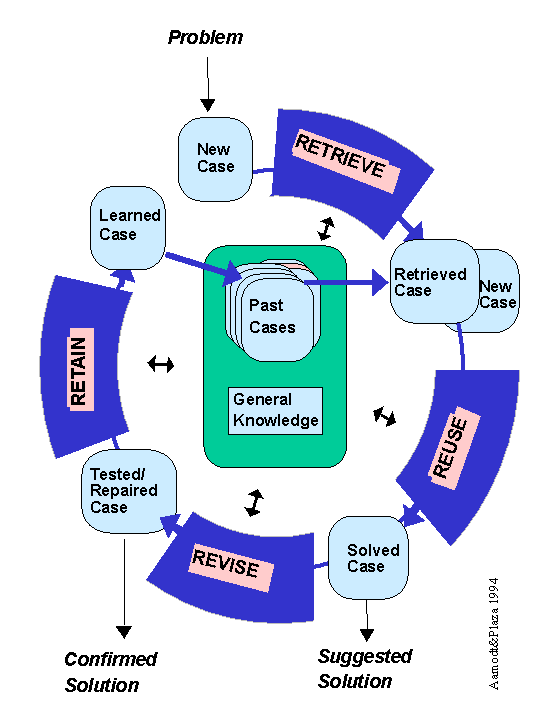 Problem
New
Case
RETRIEVE
Learned
Case
Retrieved
Case
New
Case
Past
Cases
RETAIN
General
Knowledge
REUSE
Tested/
Repaired
Case
REVISE
Solved
Case
Confirmed
Solution
Suggested
Solution
Aamodt&Plaza 1994